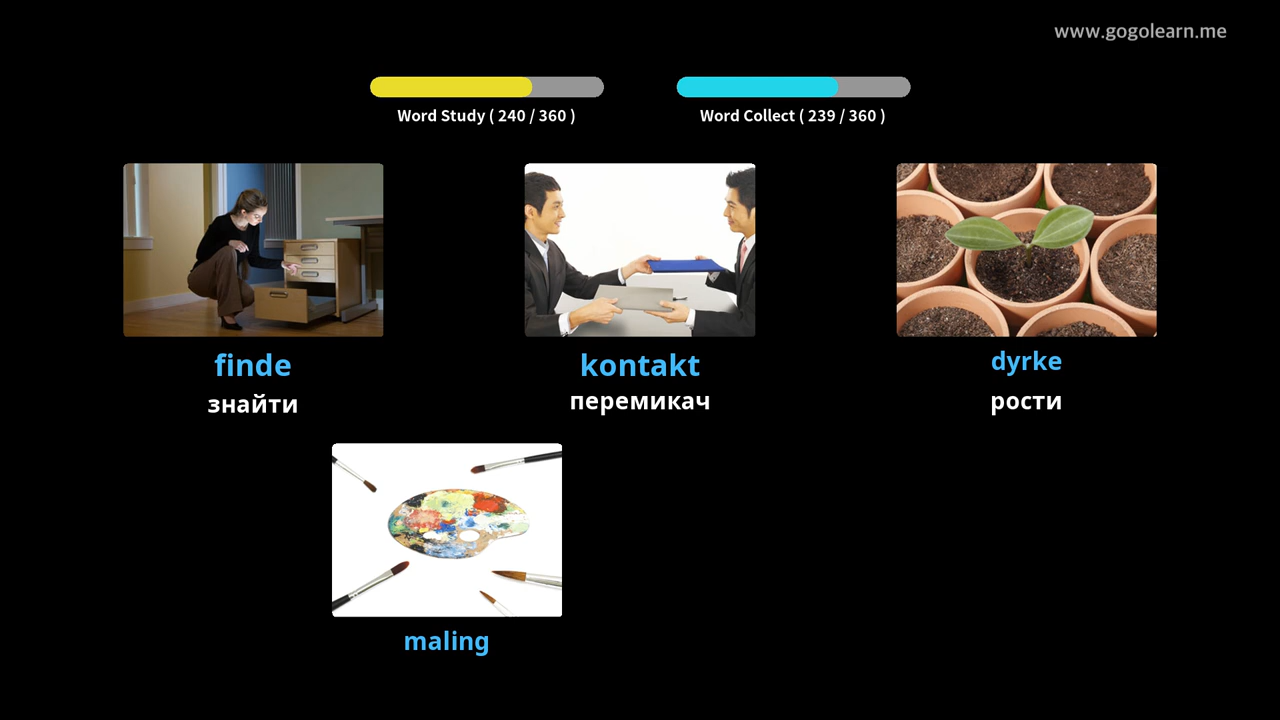 www.gogolearn.me
Word Study ( 240 / 360 )
Word Collect ( 239 / 360 )
finde
kontakt
dyrke
знайти
перемикач
рости
maling